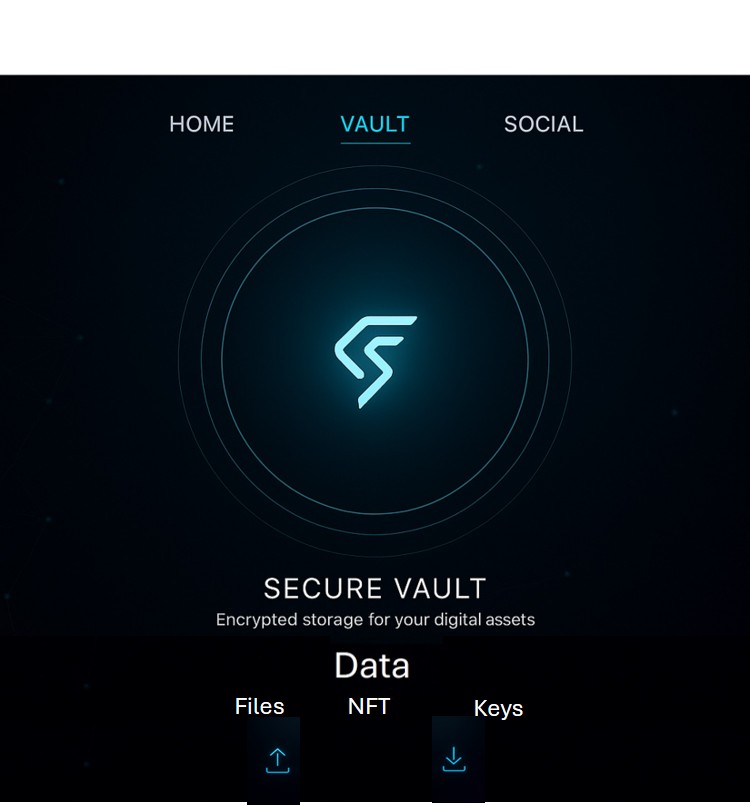 HOME VAULT SOCIAL
SECURE VAULT
Encrypted storage for your digital assets
Data
Files NFT Keys